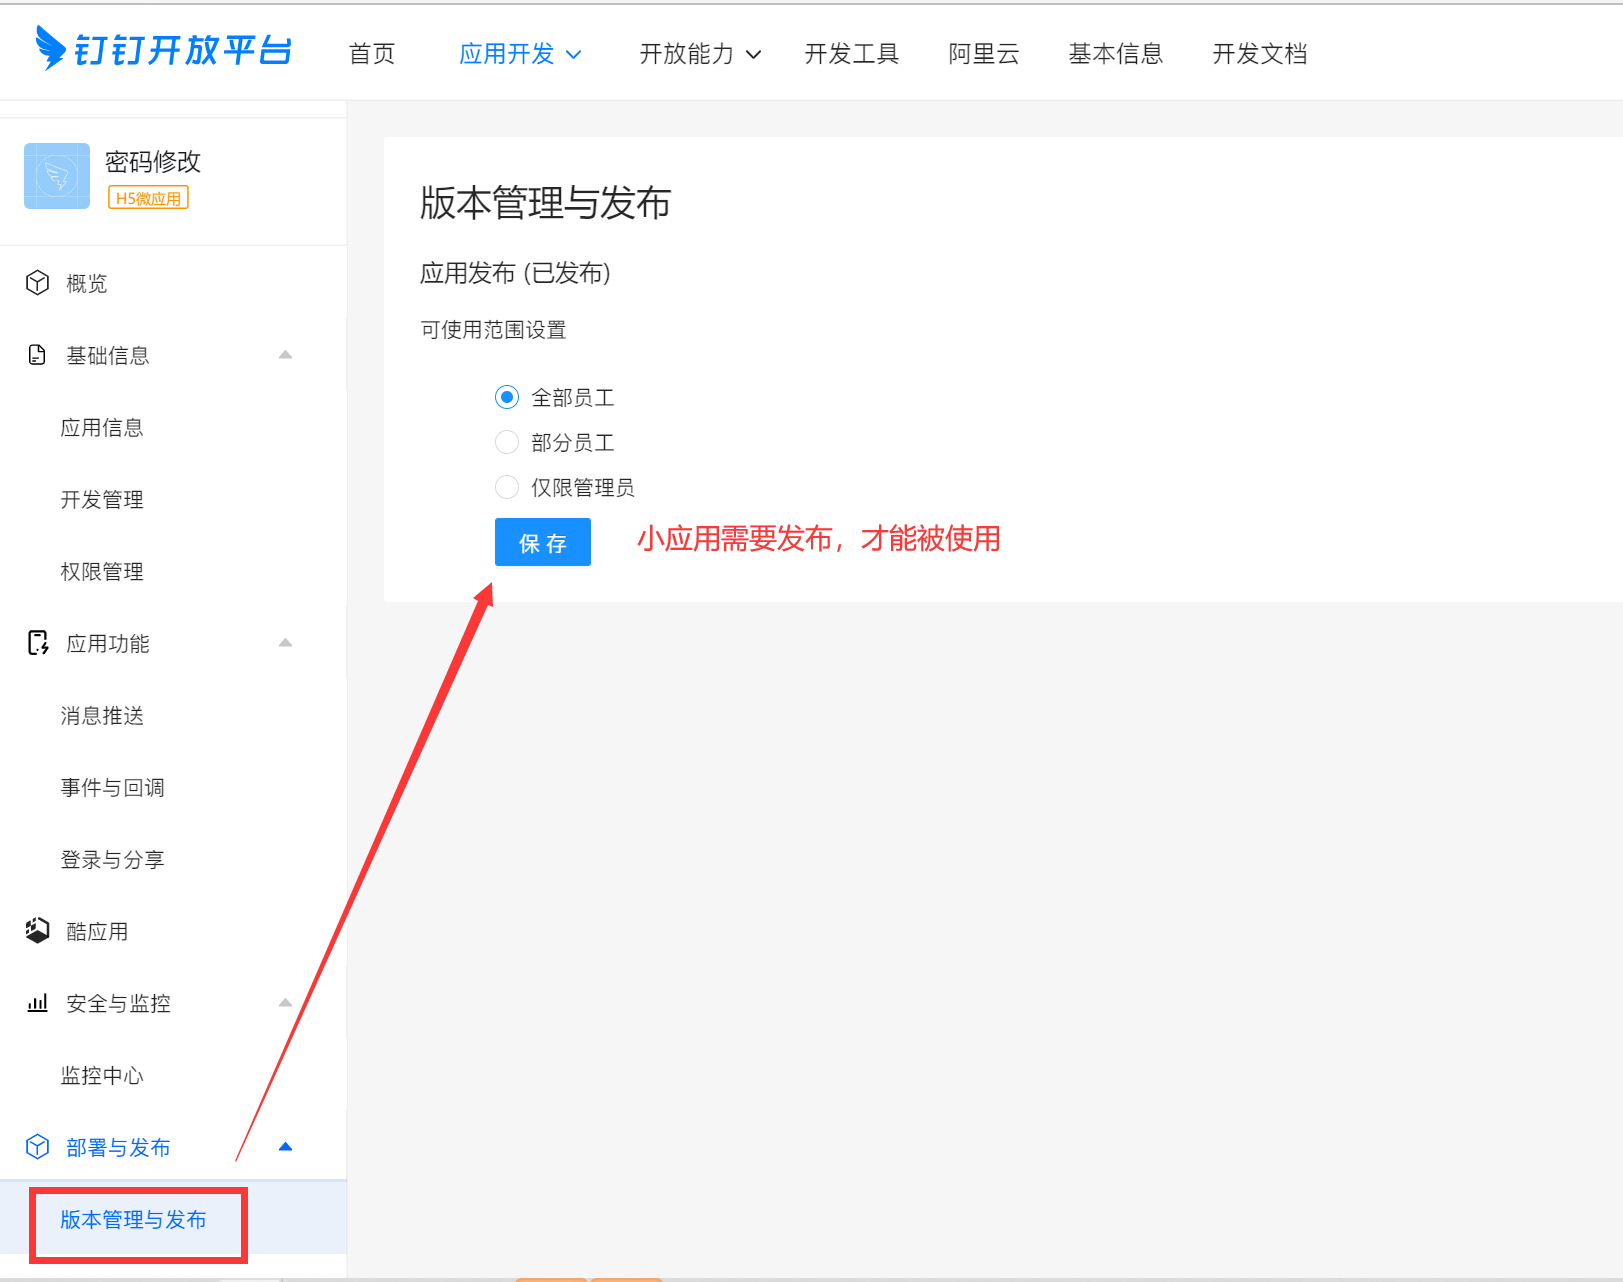 钉钉开放平台
首页
应用开发
开放能力
开发工具
阿里云
基本信息
开发文档
密码修改
H5微应用
概览
基础信息
应用信息
开发管理
权限管理
应用功能
消息推送
事件与回调
登录与分享
酷应用
安全与监控
监控中心
部署与发布
版本管理与发布
版本管理与发布
应用发布 (已发布)
可使用范围设置
全部员工
部分员工
仅限管理员
保 存
小应用需要发布，才能被使用